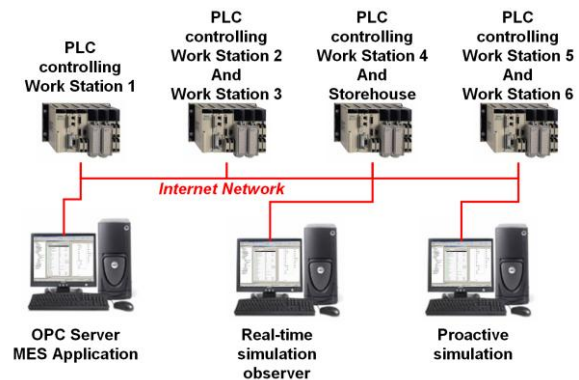 PLC
controlling
Work Station 1
PLC
controlling
Work Station 2
And
Work Station 3
PLC
controlling
Work Station 4
And
Storehouse
PLC
controlling
Work Station 5
And
Work Station 6
Internet Network
OPC Server
MES Application
Real-time
simulation
observer
Proactive
simulation